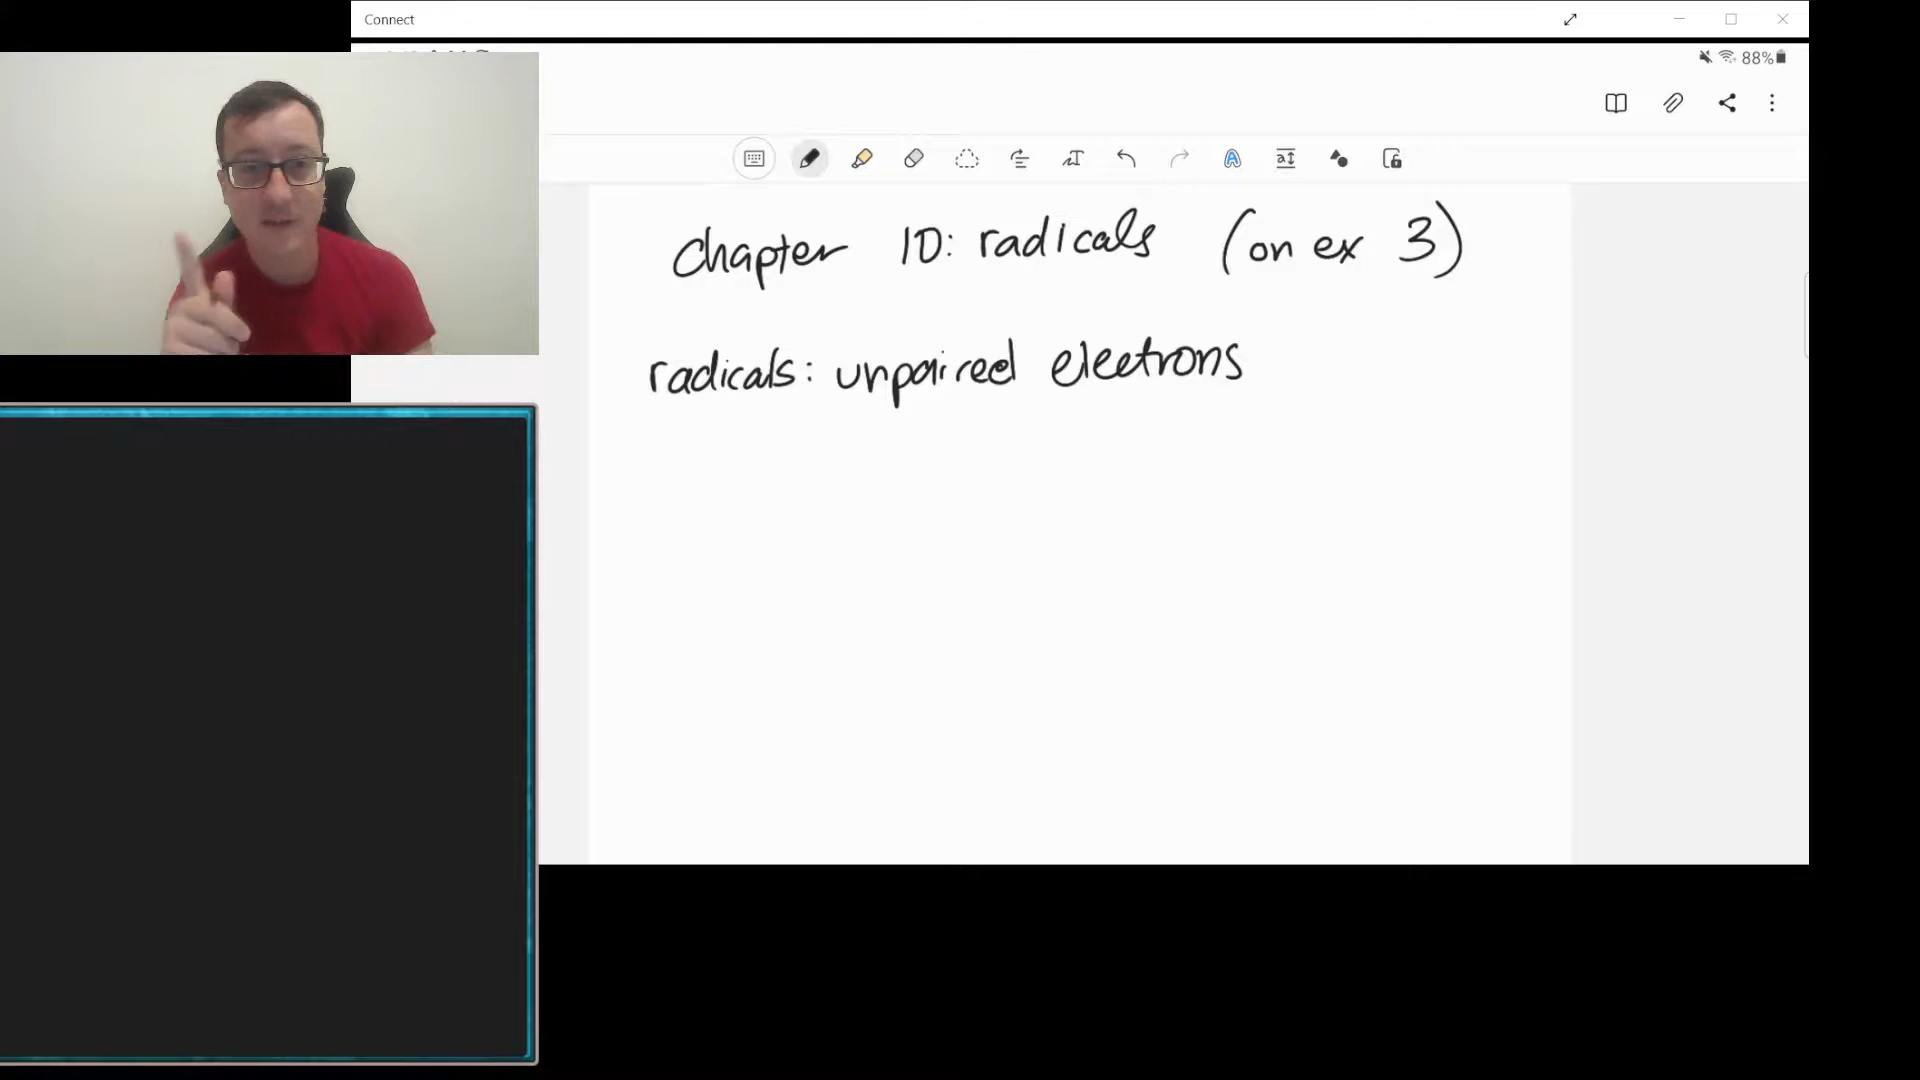 Connect
88%
chapter 10: radicals (on ex 3)
radicals: unpaired electrons